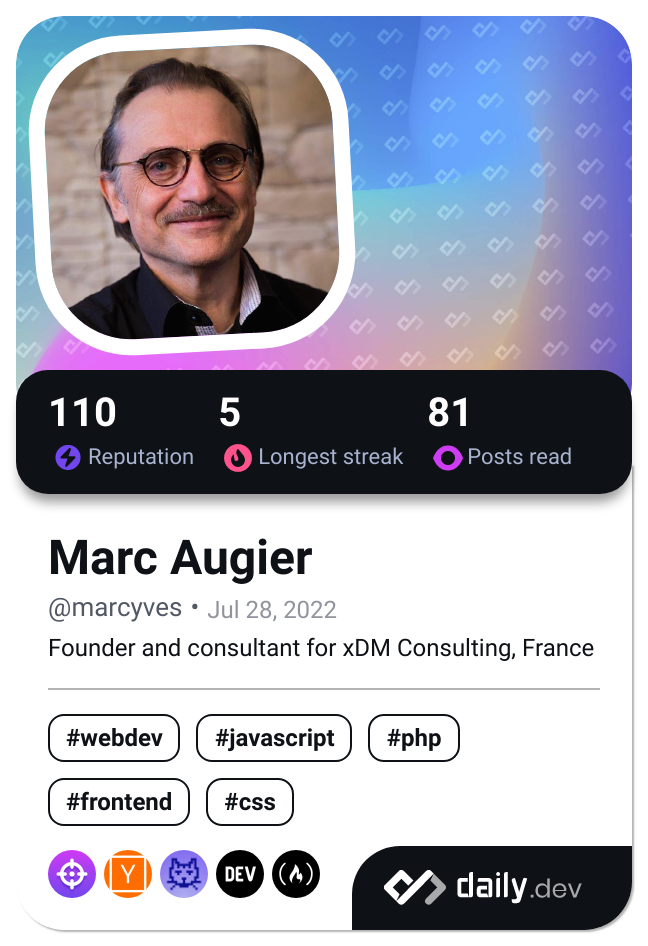 110 5 81
Reputation Longest streak Posts read
Marc Augier
@marcyves • Jul 28, 2022
Founder and consultant for xDM Consulting, France
#webdev #javascript #php
#frontend #css
Y DEV
daily.dev